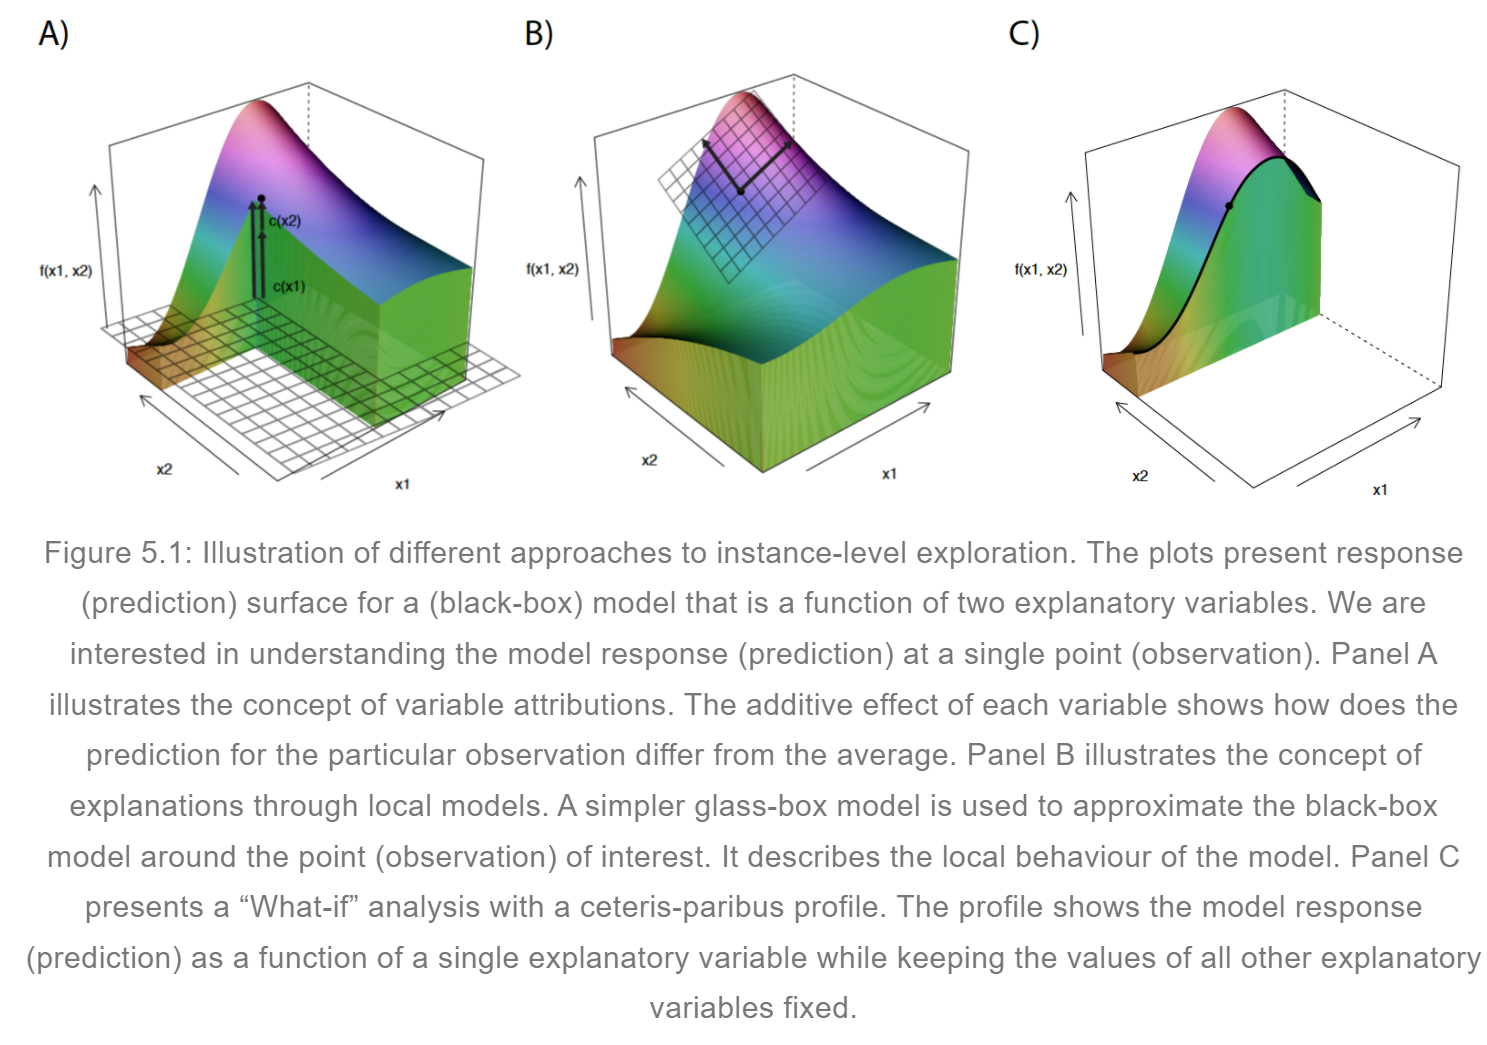 A)
B)
C)
f(x1, x2)
c(x2)
c(x1)
x2
x1
f(x1, x2)
x2
x1
f(x1, x2)
x2
x1
Figure 5.1: Illustration of different approaches to instance-level exploration. The plots present response
(prediction) surface for a (black-box) model that is a function of two explanatory variables. We are
interested in understanding the model response (prediction) at a single point (observation). Panel A
illustrates the concept of variable attributions. The additive effect of each variable shows how does the
prediction for the particular observation differ from the average. Panel B illustrates the concept of
explanations through local models. A simpler glass-box model is used to approximate the black-box
model around the point (observation) of interest. It describes the local behaviour of the model. Panel C
presents a “What-if” analysis with a ceteris-paribus profile. The profile shows the model response
(prediction) as a function of a single explanatory variable while keeping the values of all other explanatory
variables fixed.